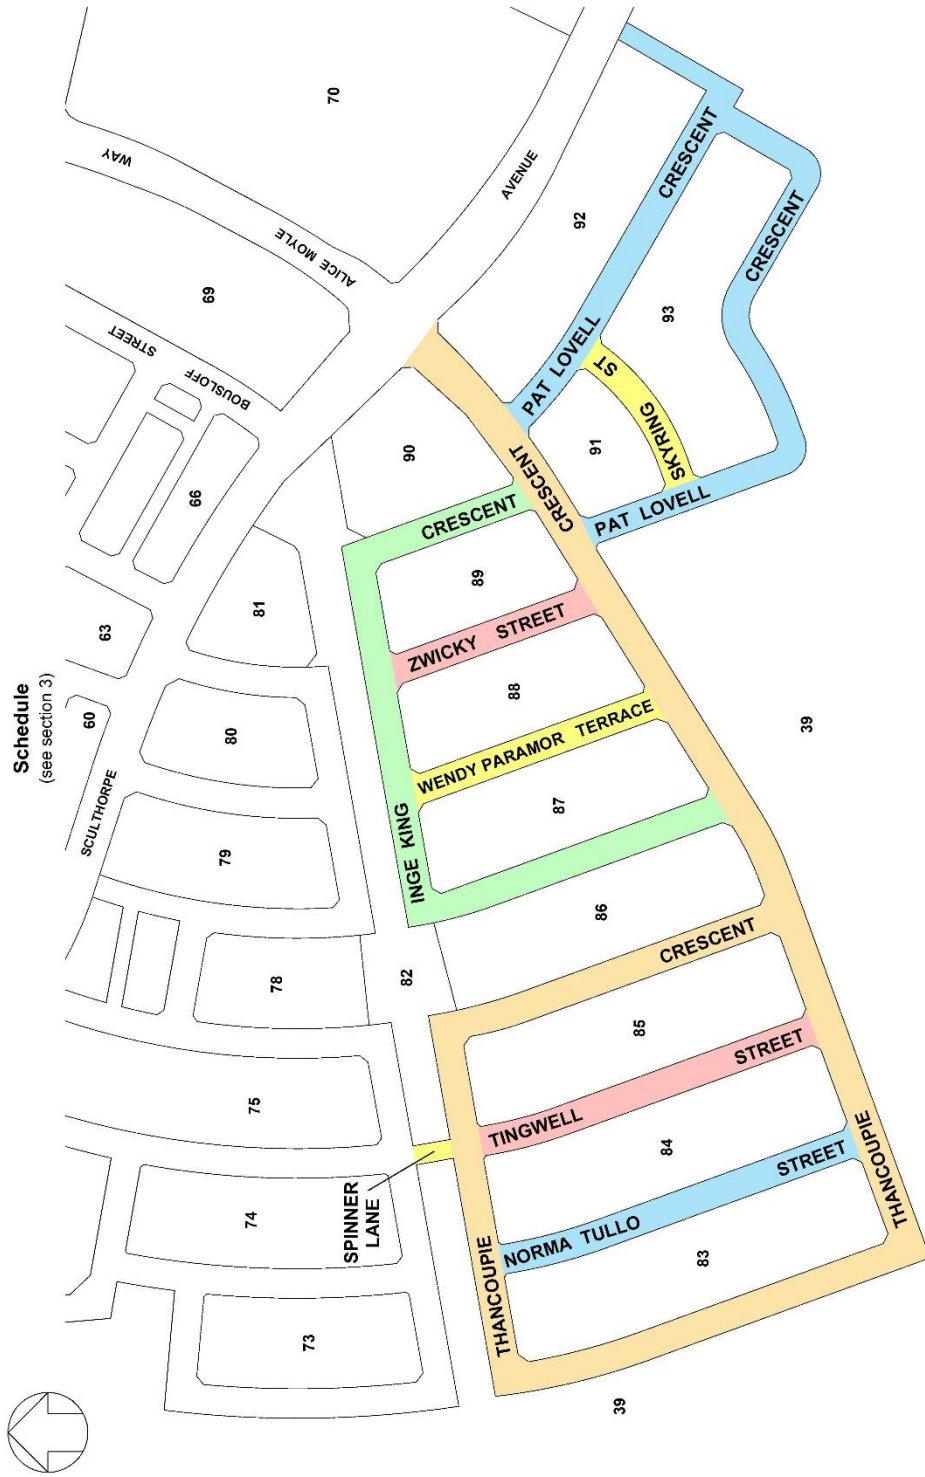 Schedule
(see section 3)
70
WAY
ALICE MOYLE
AVENUE
69
STREET
BOUSLOFF
66
63
60
SCULTHORPE
81
80
79
78
75
74
73
82
90
92
CRESCENT
PAT LOVELL
93
CRESCENT
SKYRING
ST
91
PAT LOVELL
CRESCENT
CRESCENT
89
ZWICKY STREET
88
WENDY PARAMOR TERRACE
87
INGE KING
86
39
CRESCENT
85
TINGWELL
STREET
84
NORMA TULLO
STREET
83
THANCOUPIE
THANCOUPIE
SPINNER
LANE
39